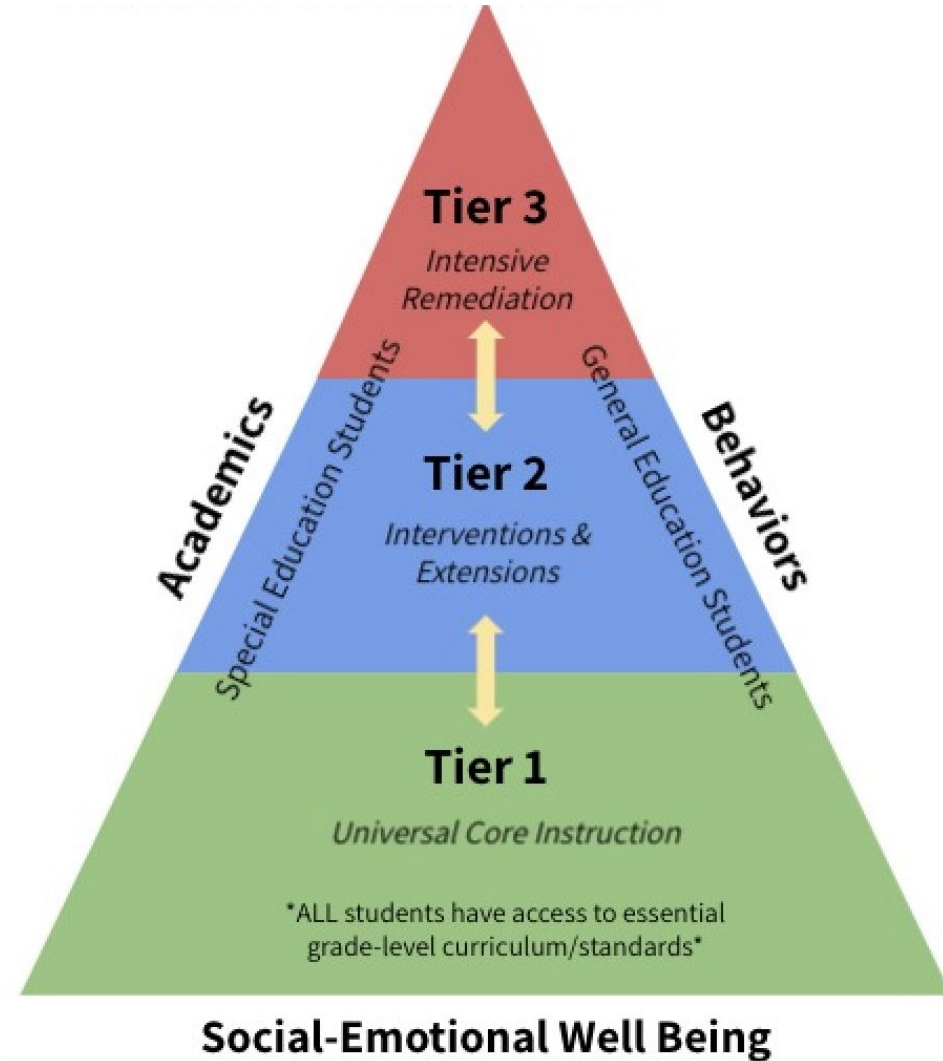 Tier 3
Intensive
Remediation
Academics
Special Education Students
General Education Students
Behaviors
Tier 2
Interventions &
Extensions
Tier 1
Universal Core Instruction
*ALL students have access to essential
grade-level curriculum/standards*
Social-Emotional Well Being